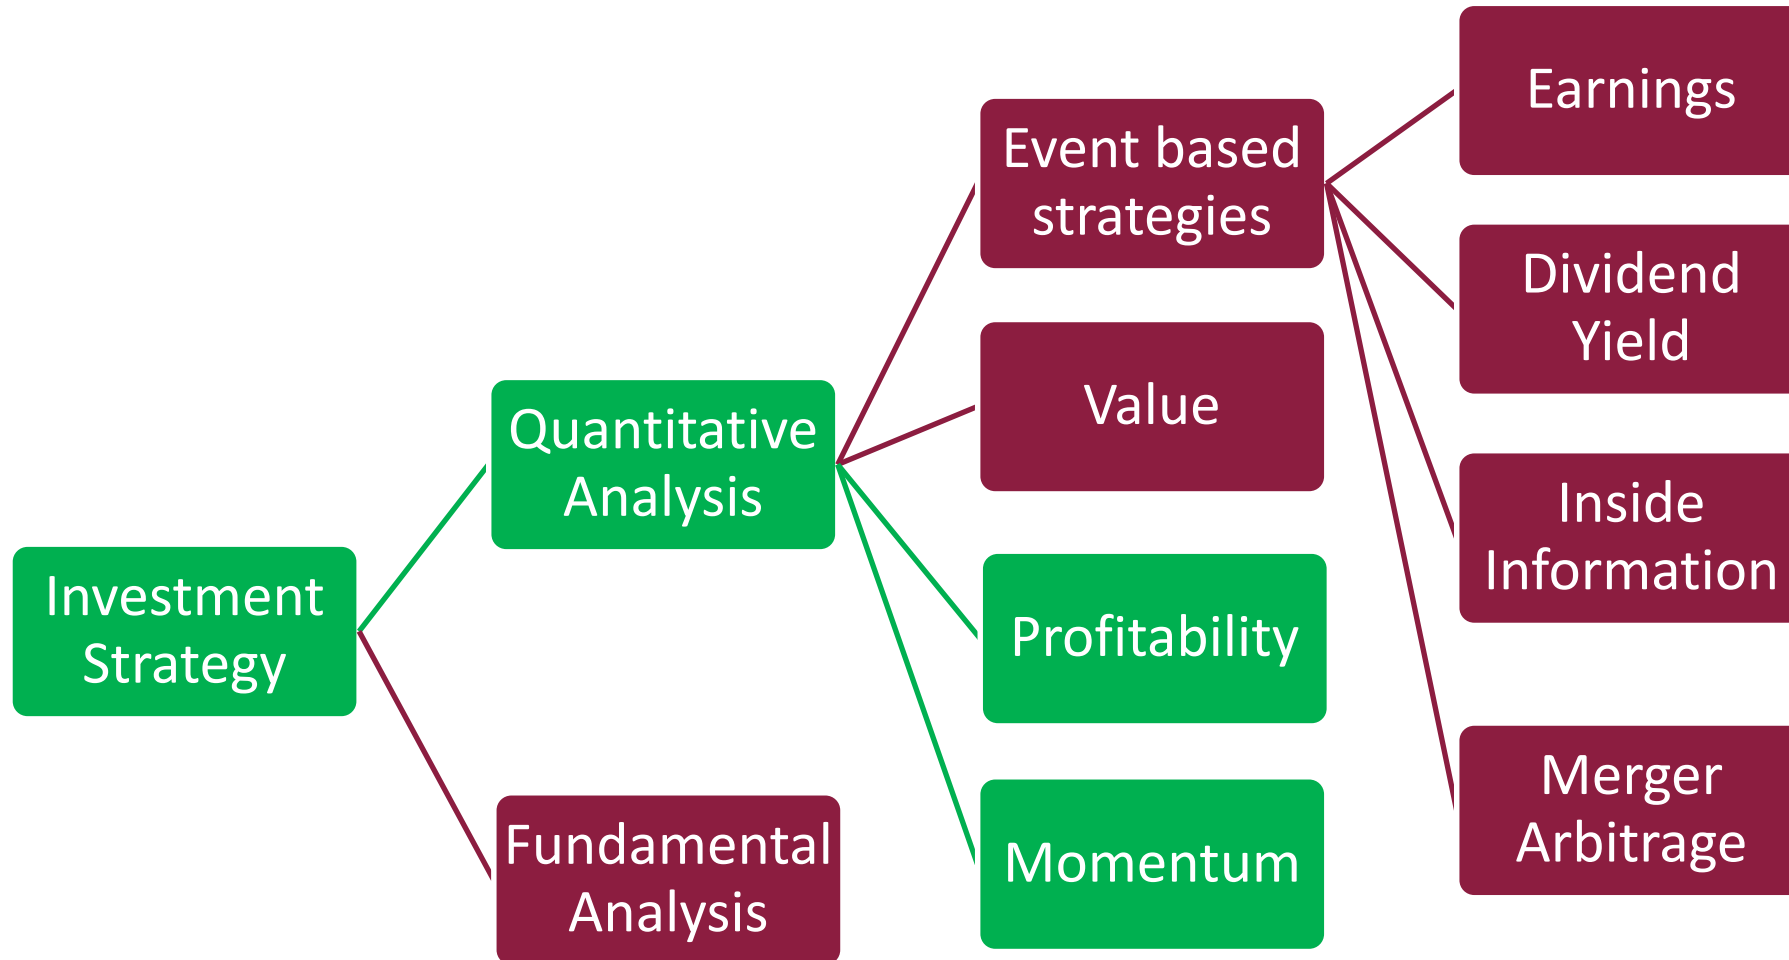 Investment
Strategy
Quantitative
Analysis
Fundamental
Analysis
Event based
strategies
Value
Profitability
Momentum
Earnings
Dividend
Yield
Inside
Information
Merger
Arbitrage